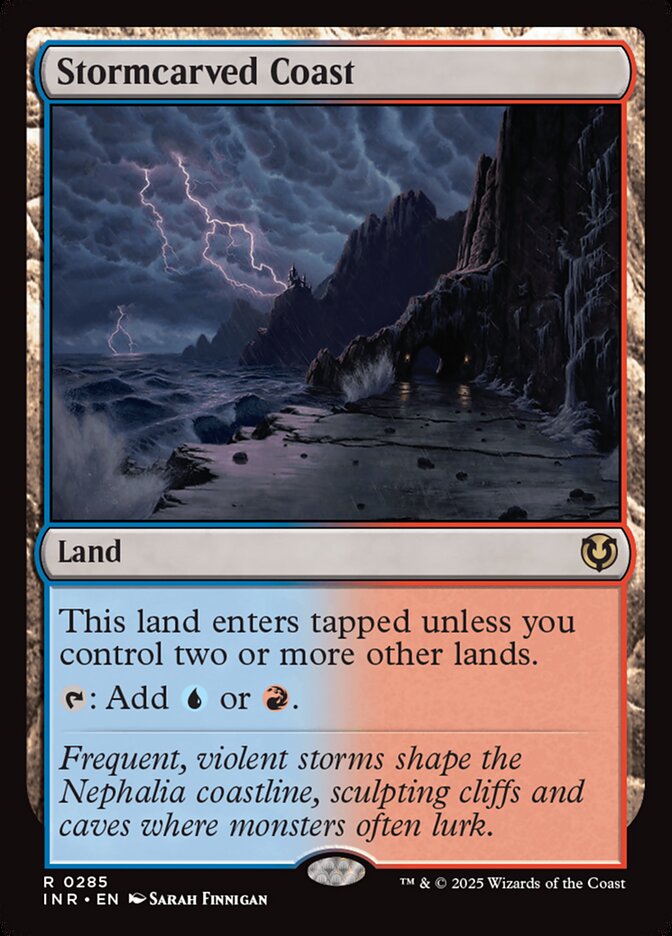 Stormcarved Coast
Land
This land enters tapped unless you
control two or more other lands.
: Add or .
Frequent, violent storms shape the
Nephalia coastline, sculpting cliffs and
caves where monsters often lurk.
R 0285
INR • EN Sarah Finnigan
™ & © 2025 Wizards of the Coast